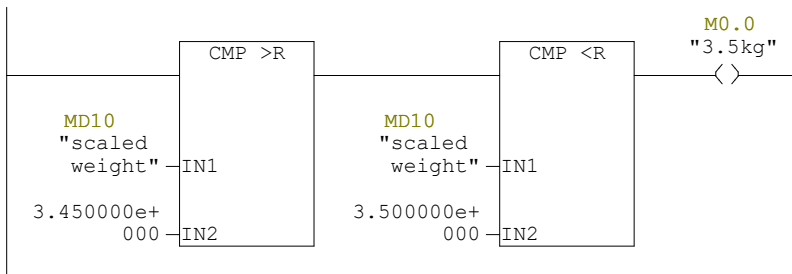 M0.0
"3.5kg"
CMP >R
CMP <R
MD10
"scaled
weight"
IN1
3.450000e+
000
IN2
MD10
"scaled
weight"
IN1
3.500000e+
000
IN2